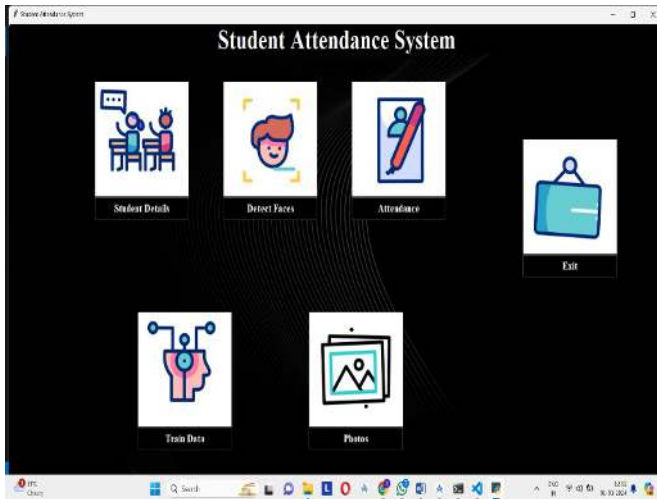 Student Attendance System
Student Attendance System
Student Details
Detect Faces
Attendance
Exit
Train Data
Photos
Search